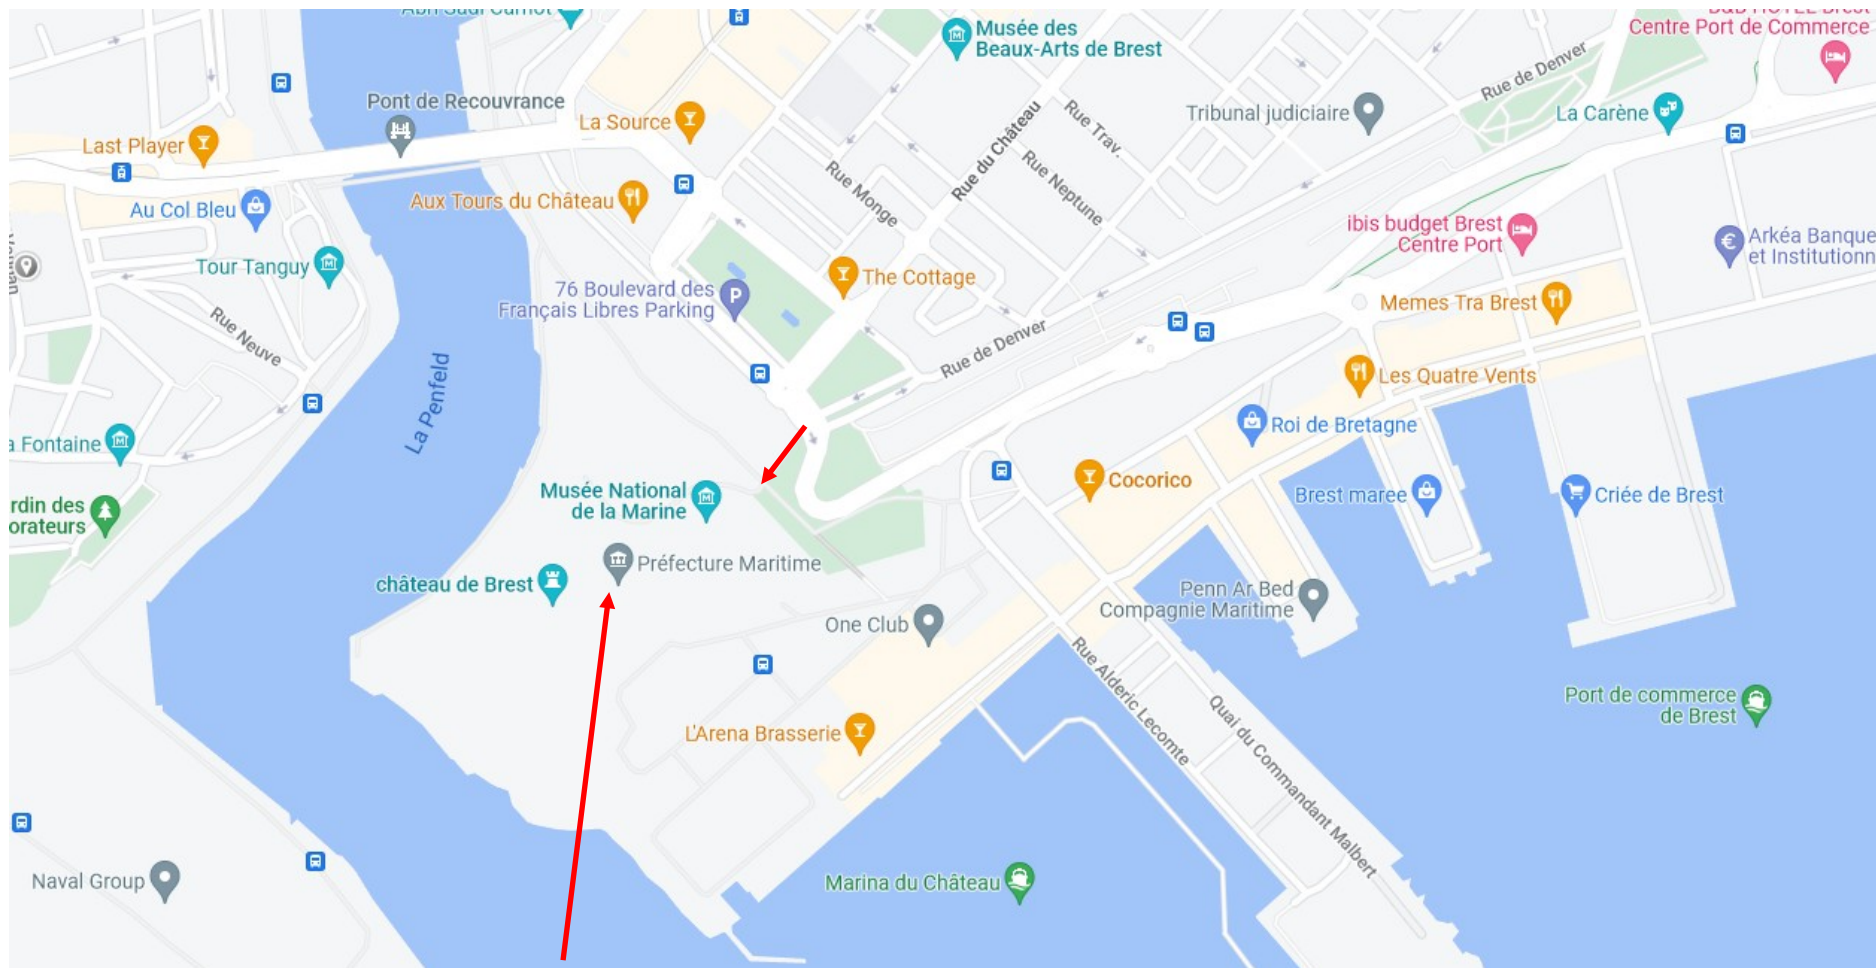 Musée des
Beaux-Arts de Brest
Centre Port de Commerce
Rue de Denver
Pont de Recouvrance
La Source
Rue du Château
Rue Trav.
Tribunal judiciaire
La Carène
Last Player
Rue Monge
Rue Neptune
Au Col Bleu
Aux Tours du Château
ibis budget Brest
Centre Port
Arkéa Banque
et Institutionn
Tour Tanguy
The Cottage
76 Boulevard des
Français Libres Parking
P
Memes Tra Brest
Rue Neuve
Rue de Denver
La Penfeld
Les Quatre Vents
Roi de Bretagne
a Fontaine
Cocorico
Musée National
de la Marine
Brest maree
Criée de Brest
rdin des
orateurs
Préfecture Maritime
château de Brest
Penn Ar Bed
Compagnie Maritime
One Club
Rue Alderic Lecomte
Quai du Commandant Malbert
Port de commerce
de Brest
L'Arena Brasserie
Naval Group
Marina du Château